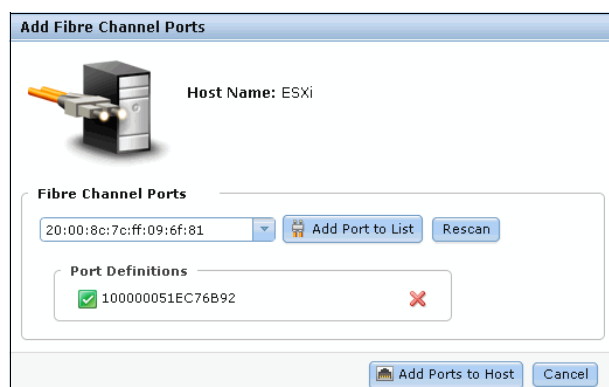 Add Fibre Channel Ports
Host Name: ESXi
Fibre Channel Ports
20:00:8c:7c:ff:09:6f:81 Add Port to List Rescan
Port Definitions
100000051EC76B92
Add Ports to Host Cancel